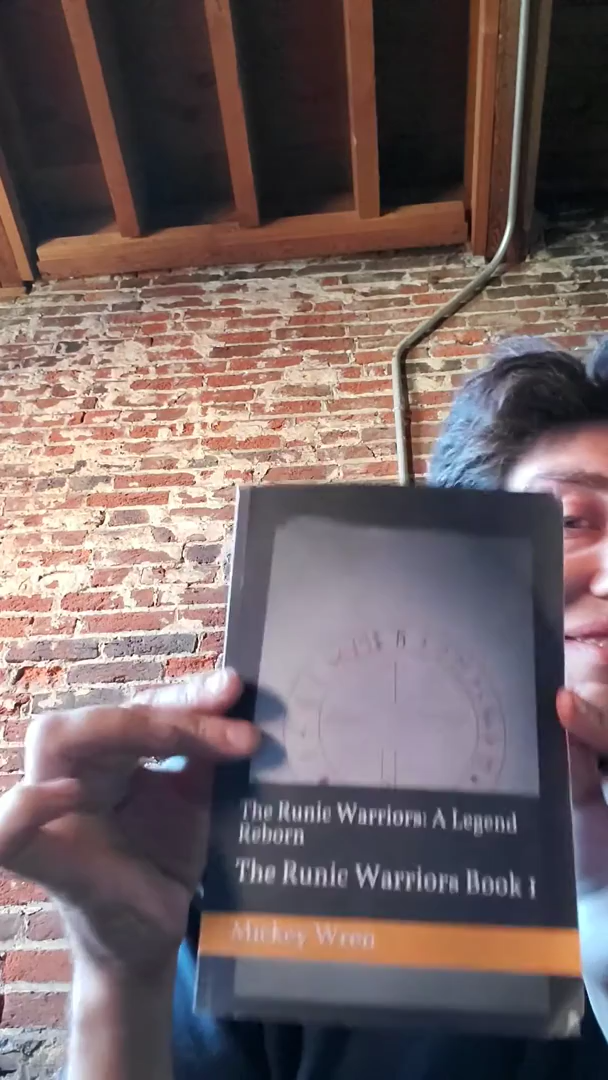 The Runic Warriors: A Legend
Reborn
The Runic Warriors Book 1
Mickey Wren